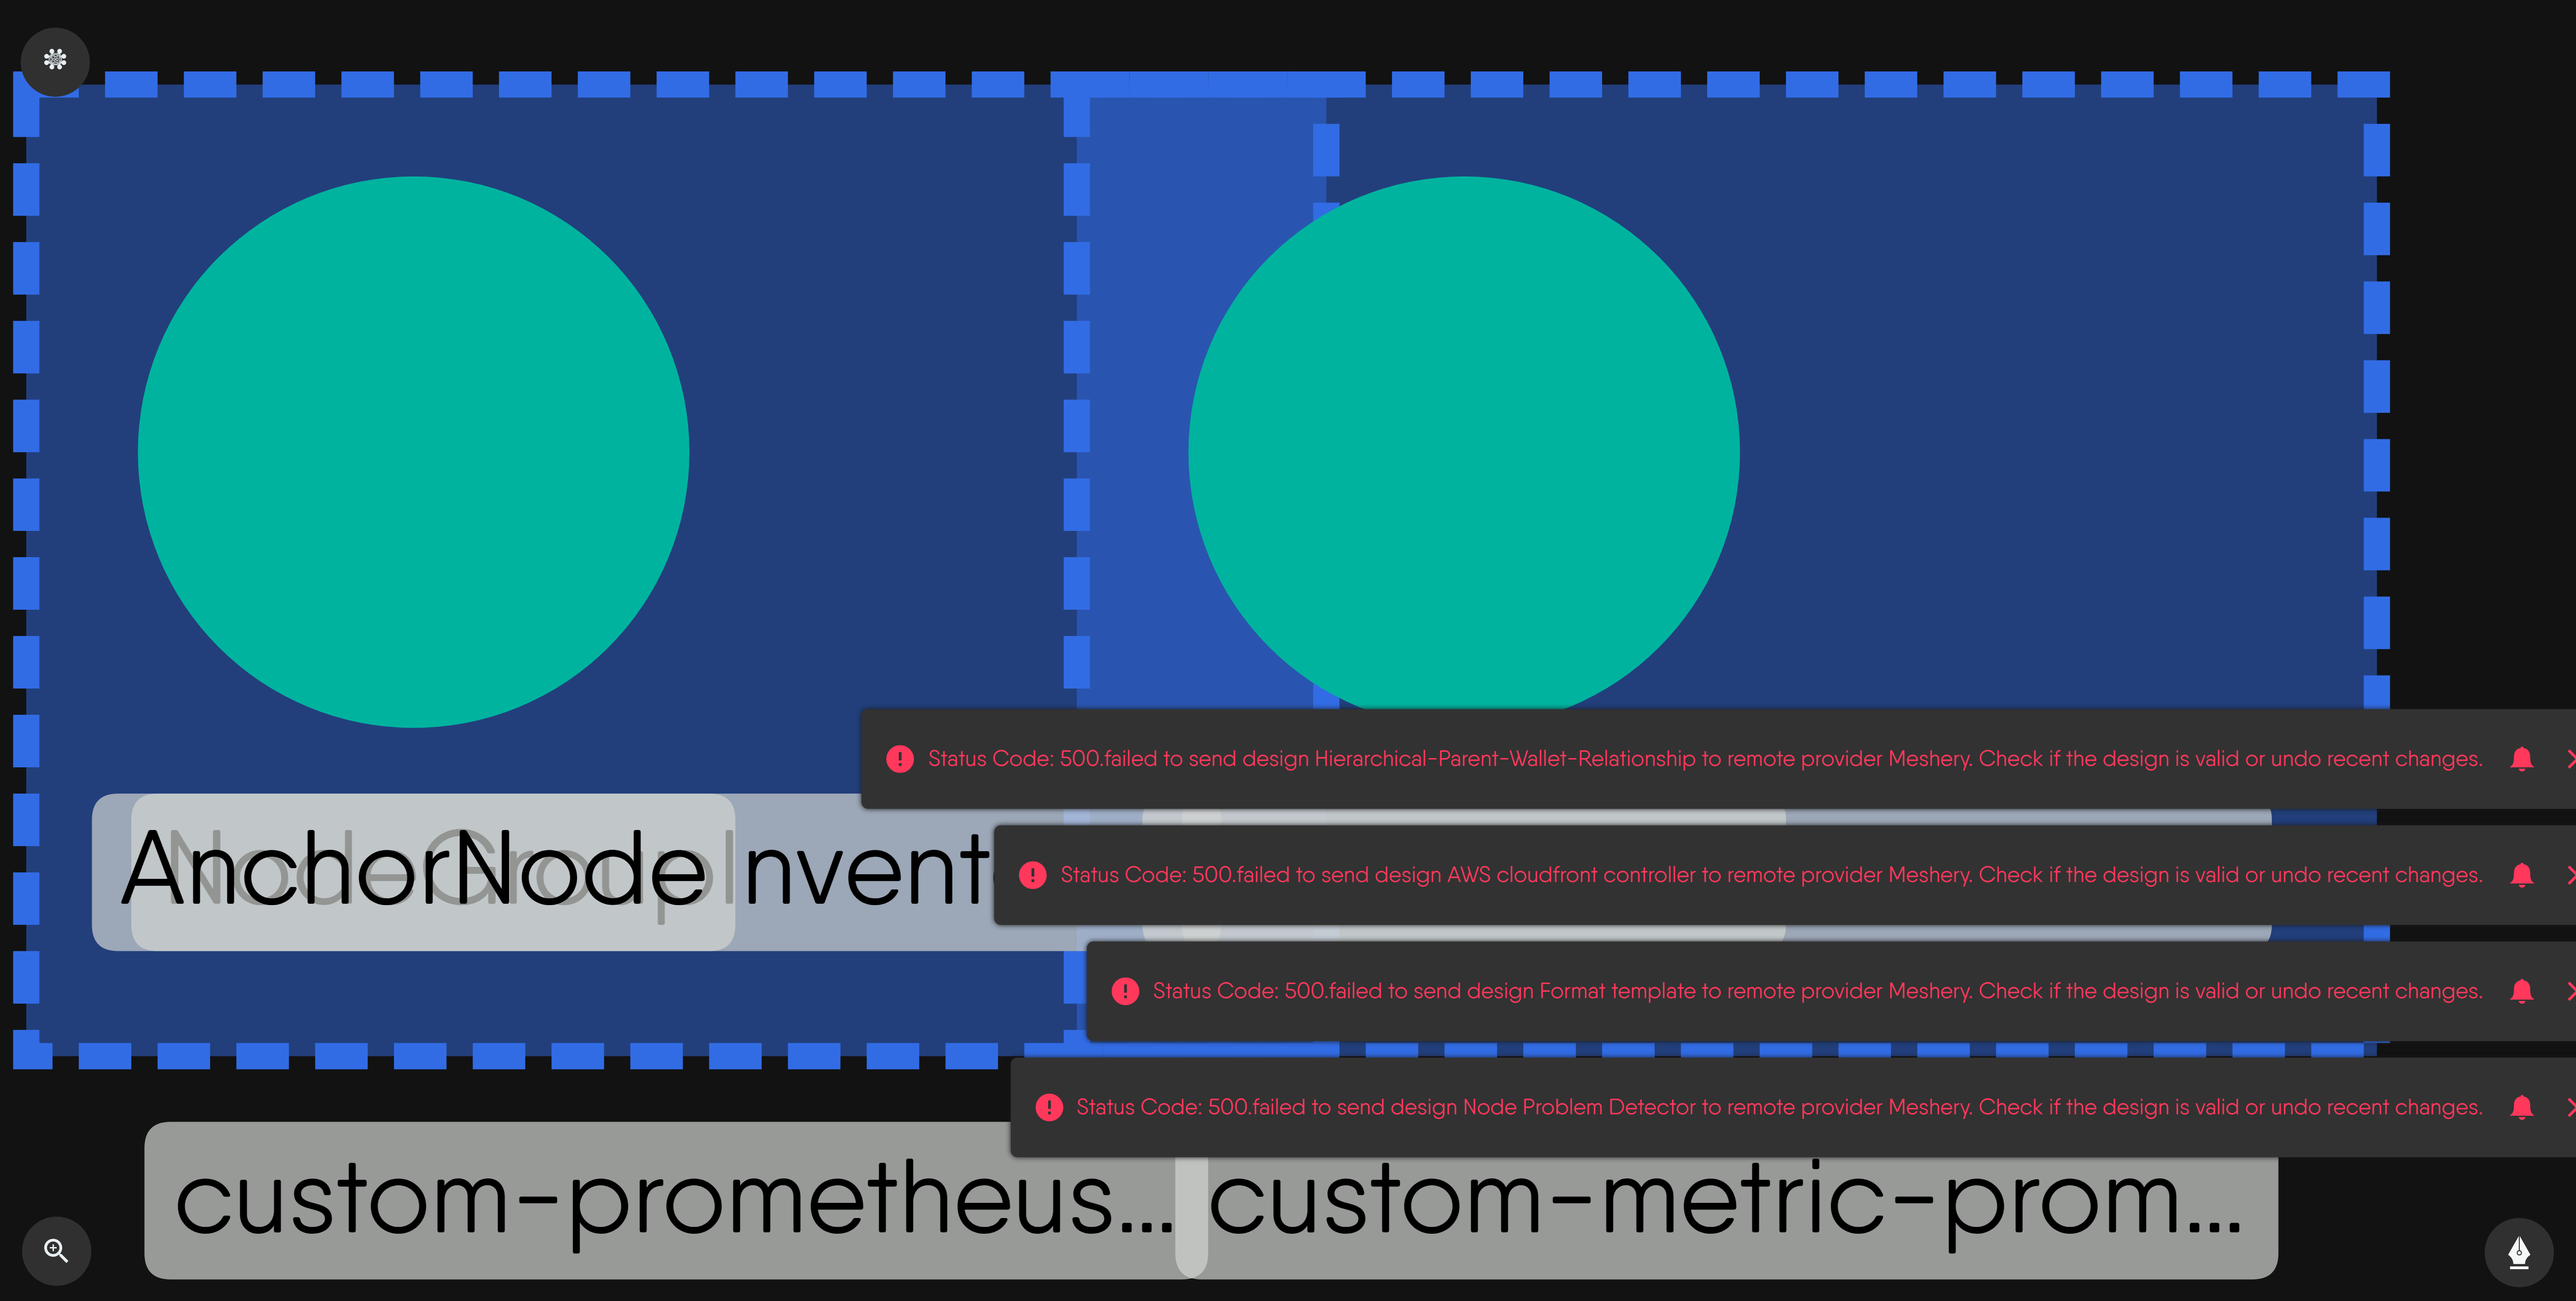 Status Code: 500.failed to send design Hierarchical-Parent-Wallet-Relationship to remote provider Meshery. Check if the design is valid or undo recent changes.
NodeGroup
AnchorNode
nvent
Status Code: 500.failed to send design AWS cloudfront controller to remote provider Meshery. Check if the design is valid or undo recent changes.
Status Code: 500.failed to send design Format template to remote provider Meshery. Check if the design is valid or undo recent changes.
Status Code: 500.failed to send design Node Problem Detector to remote provider Meshery. Check if the design is valid or undo recent changes.
custom-prometheus... custom-metric-prom...